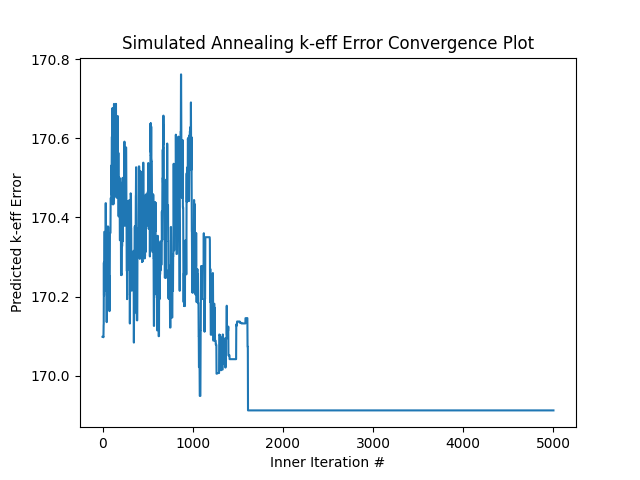 Simulated Annealing k-eff Error Convergence Plot
170.8
170.6
170.4
170.2
170.0
Predicted k-eff Error
0 1000 2000 3000 4000 5000
Inner Iteration #